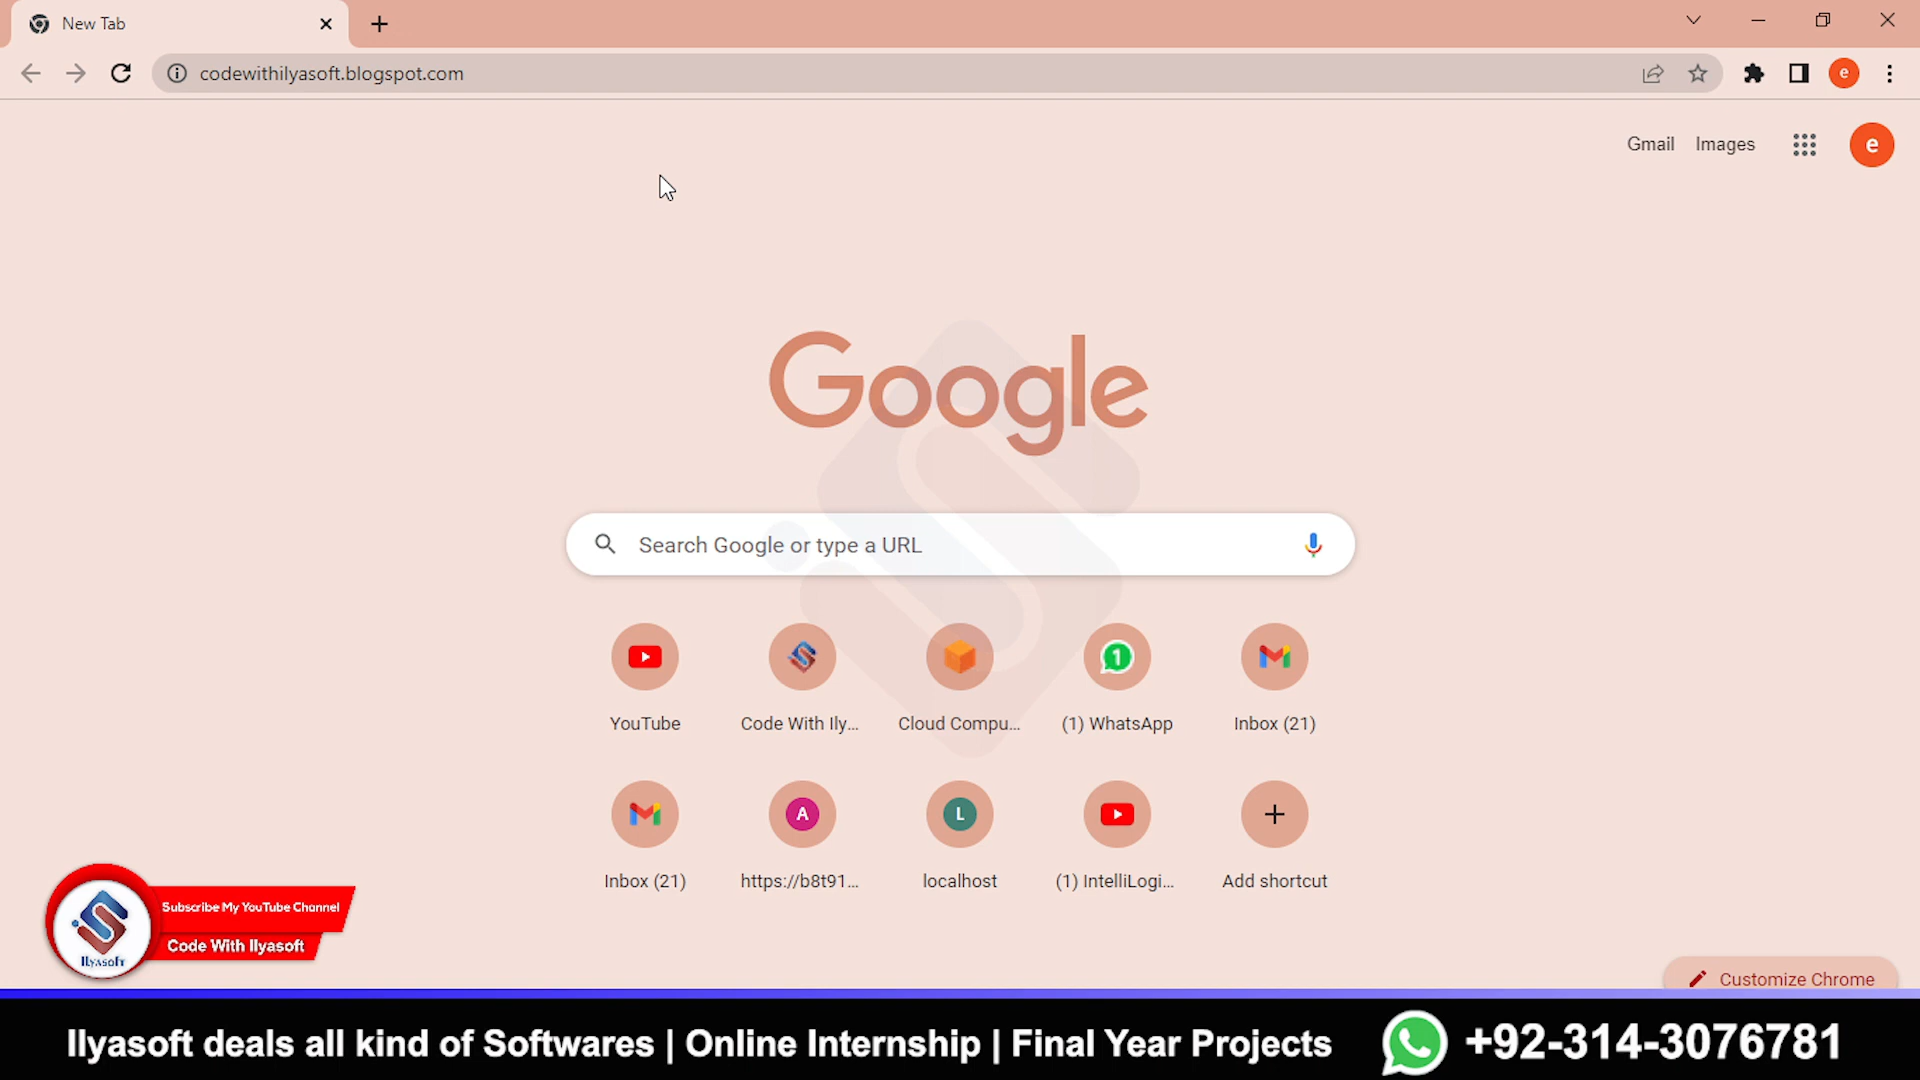 New Tab
codewithilyasoft.blogspot.com
e
Gmail Images
e
Google
Search Google or type a URL
1
YouTube Code With Ily... Cloud Compu... (1) WhatsApp Inbox (21)
A L
Inbox (21) https://b8t91... localhost (1) IntelliLogi... Add shortcut
Subscribe My YouTube Channel
Code With Ilyasoft
Ilyasoft
Customize Chrome
Ilyasoft deals all kind of Softwares | Online Internship | Final Year Projects +92-314-3076781